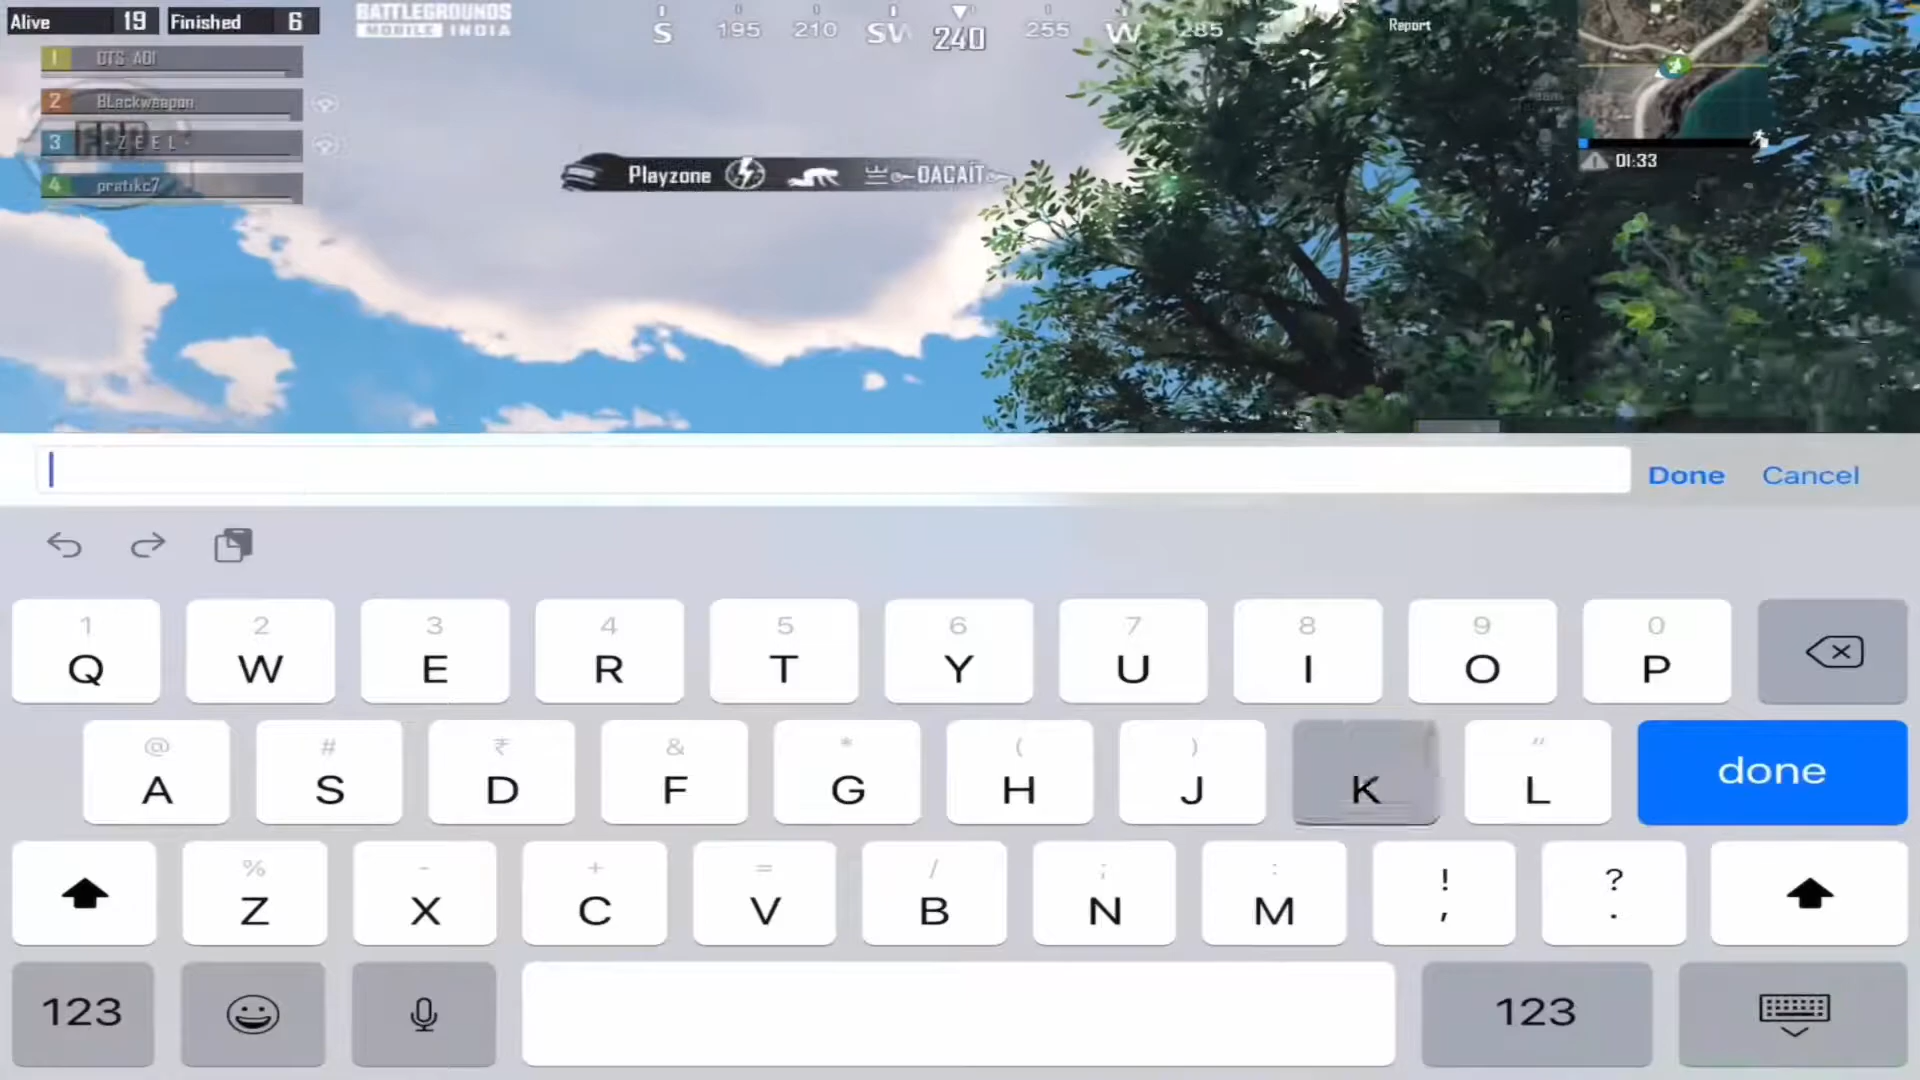 Alive 19 Finished 6
BATTLEGROUNDS
MOBILE INDIA
S 195 210 SW 240 255 W 285
Report
1 OTS AOI
2 BLackweapon
3 · Z E E L ·
4 pratikc7
Playzone OACAIT
01:33
Done Cancel
1 2 3 4 5 6 7 8 9 0
Q W E R T Y U I O P
@ # ₹ & * ( ) "
A S D F G H J K L done
% - + = / ; : ! ?
Z X C V B N M , .
123 123